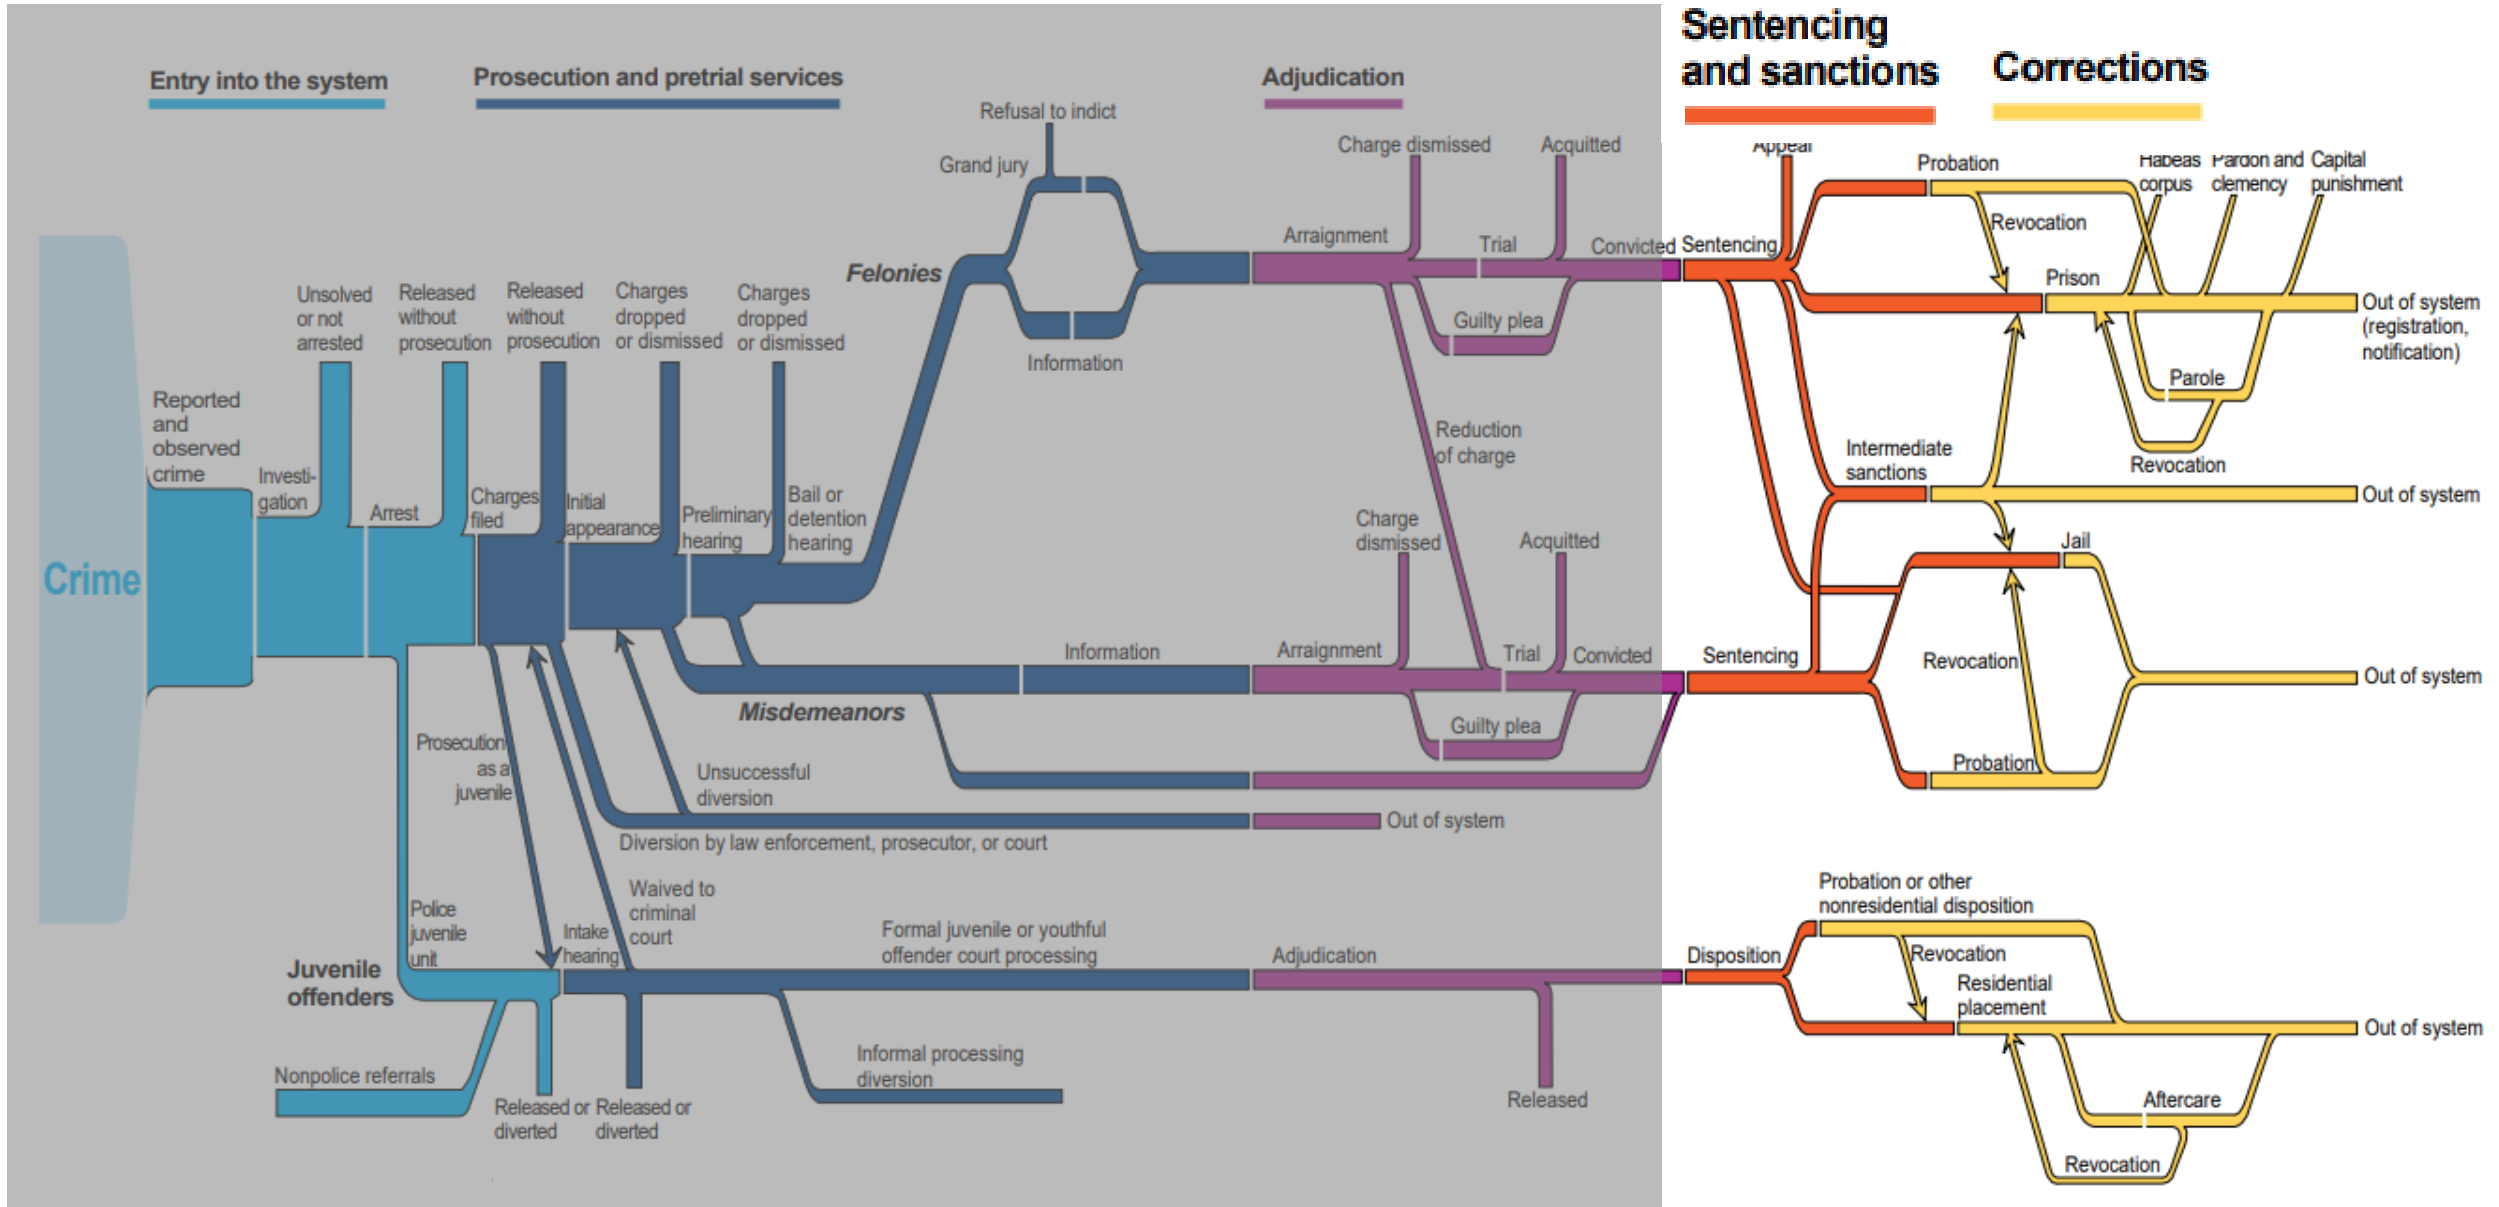 Entry into the system
Prosecution and pretrial services
Adjudication
Sentencing
and sanctions
Corrections
Refusal to indict
Grand jury
Charge dismissed
Acquitted
Appeal
Probation
Habeas
corpus
Pardon and
clemency
Capital
punishment
Revocation
Arraignment
Trial
Convicted
Sentencing
Felonies
Prison
Out of system
(registration,
notification)
Unsolved
or not
arrested
Released
without
prosecution
Released
without
prosecution
Charges
dropped
or dismissed
Charges
dropped
or dismissed
Guilty plea
Information
Parole
Reported
and
observed
crime
Reduction
of charge
Intermediate
sanctions
Revocation
Investi-
gation
Arrest
Charges
filed
Initial
appearance
Preliminary
hearing
Bail or
detention
hearing
Out of system
Charge
dismissed
Acquitted
Jail
Crime
Information
Arraignment
Trial
Convicted
Sentencing
Revocation
Out of system
Misdemeanors
Guilty plea
Prosecution
as a
juvenile
Unsuccessful
diversion
Probation
Out of system
Diversion by law enforcement, prosecutor, or court
Waived to
criminal
court
Probation or other
nonresidential disposition
Police
juvenile
unit
Intake
hearing
Formal juvenile or youthful
offender court processing
Adjudication
Disposition
Revocation
Residential
placement
Juvenile
offenders
Out of system
Informal processing
diversion
Nonpolice referrals
Released or
diverted
Released or
diverted
Released
Aftercare
Revocation